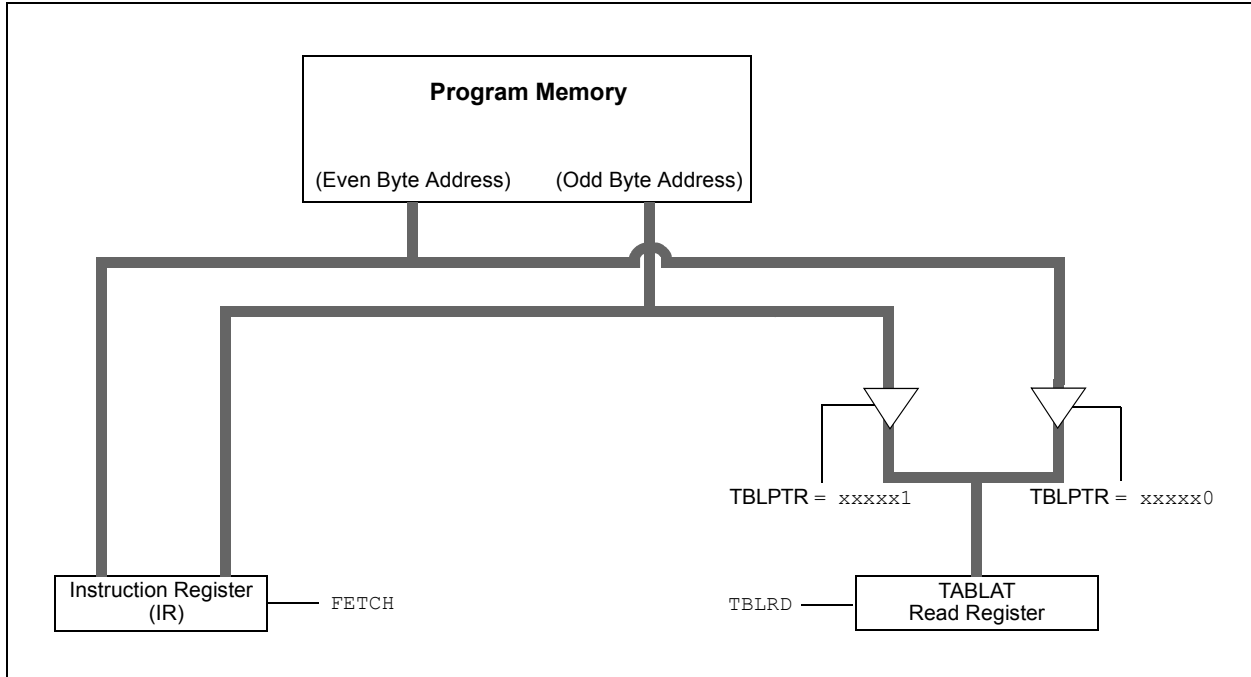 Program Memory
(Even Byte Address) (Odd Byte Address)
TBLPTR = xxxxx1 TBLPTR = xxxxx0
Instruction Register
(IR)
FETCH
TBLRD
TABLAT
Read Register